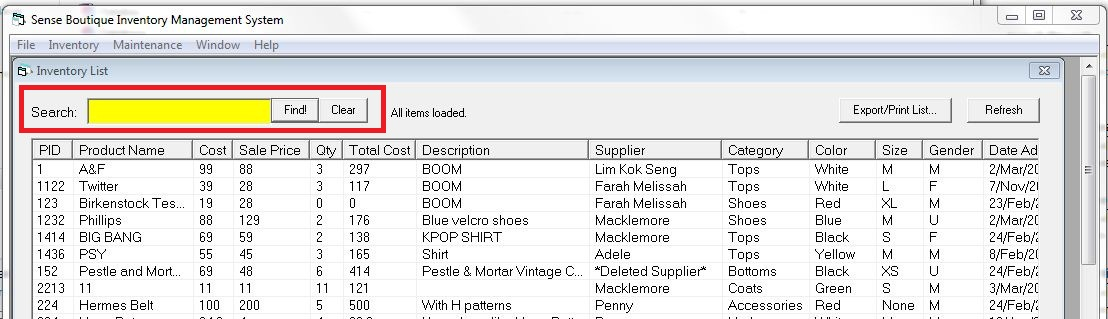 Sense Boutique Inventory Management System
File Inventory Maintenance Window Help
Inventory List
Search: Find! Clear All items loaded. Export/Print List... Refresh
PID Product Name Cost Sale Price Qty Total Cost Description Supplier Category Color Size Gender Date Ad
1 A&F 99 88 3 297 BOOM Lim Kok Seng Tops White M M 2/Mar/20
1122 Twitter 39 28 3 117 BOOM Farah Melissah Tops White L F 7/Nov/20
123 Birkenstock Tes... 19 28 0 0 BOOM Farah Melissah Shoes Red XL M 23/Feb/2
1232 Phillips 88 129 2 176 Blue velcro shoes Macklemore Shoes Blue M U 2/Mar/20
1414 BIG BANG 69 59 2 138 KPOP SHIRT Macklemore Tops Black S F 24/Feb/2
1436 PSY 55 45 3 165 Shirt Adele Tops Yellow M M 8/Feb/20
152 Pestle and Mort... 69 48 6 414 Pestle & Mortar Vintage C... *Deleted Supplier* Bottoms Black XS U 24/Feb/2
2213 11 11 11 11 121 Macklemore Coats Green S M 3/Mar/20
224 Hermes Belt 100 200 5 500 With H patterns Penny Accessories Red None M 24/Feb/2